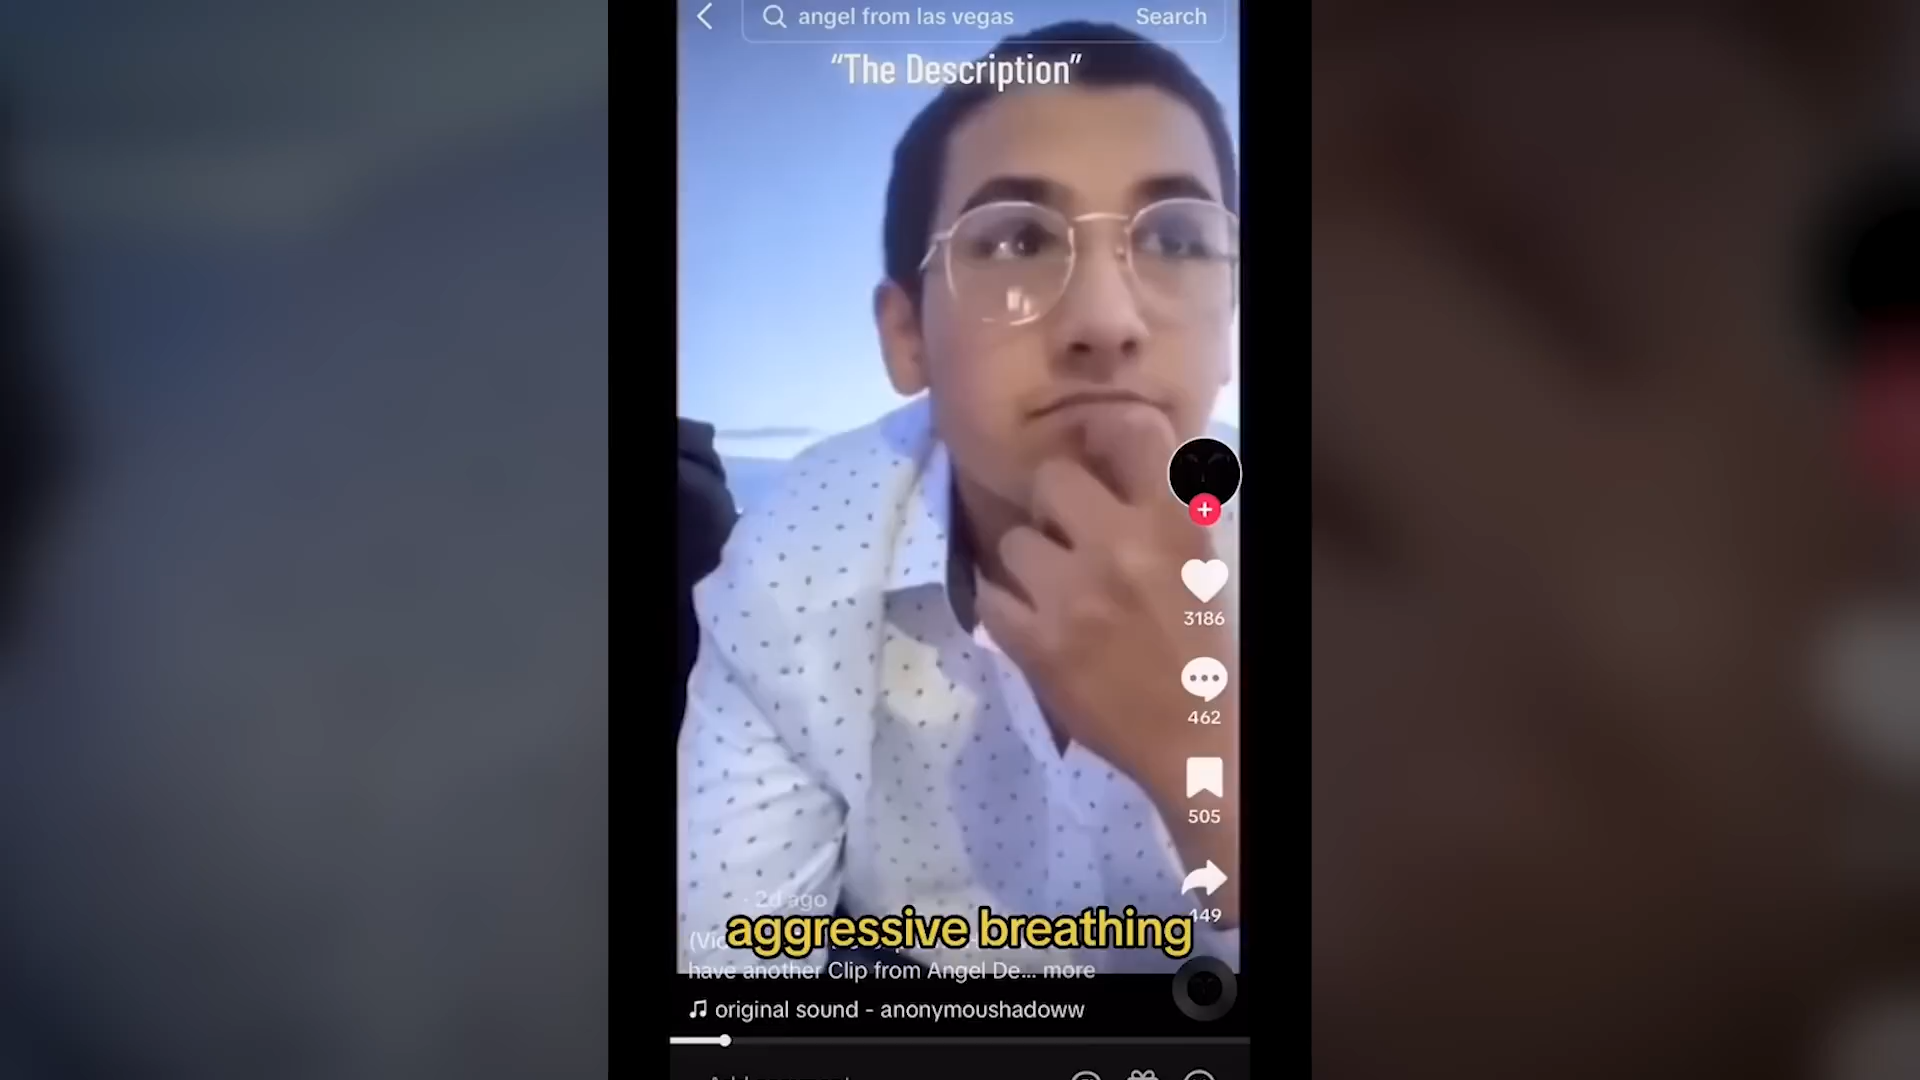 angel from las vegas Search
“The Description”
3186
462
505
449
2d ago
aggressive breathing
have another Clip from Angel De... more
original sound - anonymoushadoww